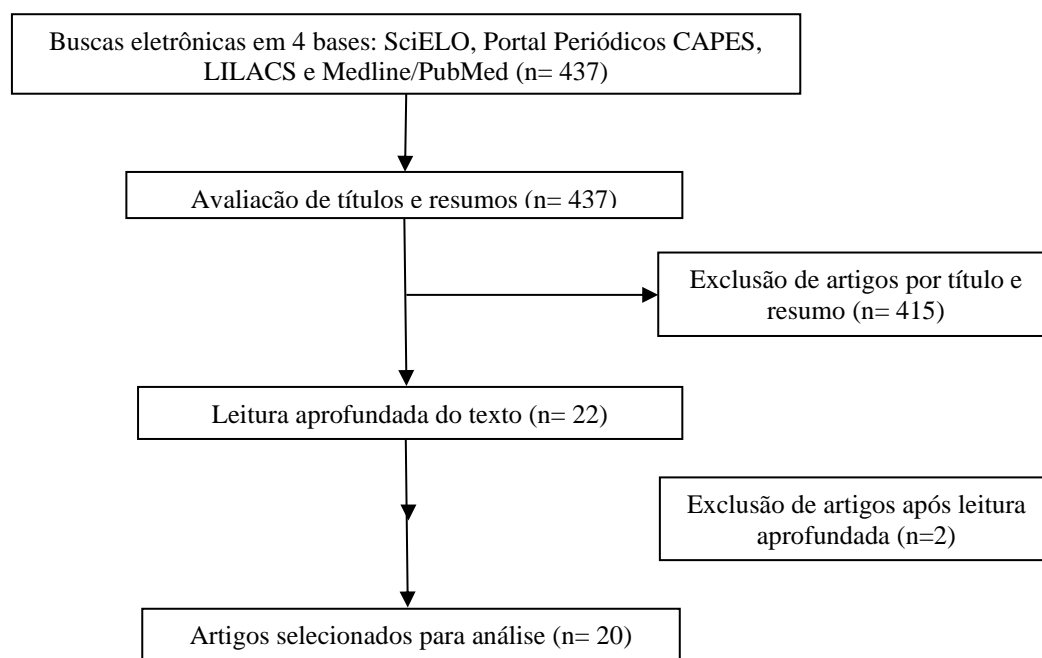 Buscas eletrônicas em 4 bases: SciELO, Portal Periódicos CAPES,
LILACS e Medline/PubMed (n= 437)
Avaliacão de títulos e resumos (n= 437)
Exclusão de artigos por título e
resumo (n= 415)
Leitura aprofundada do texto (n= 22)
Exclusão de artigos após leitura
aprofundada (n=2)
Artigos selecionados para análise (n= 20)